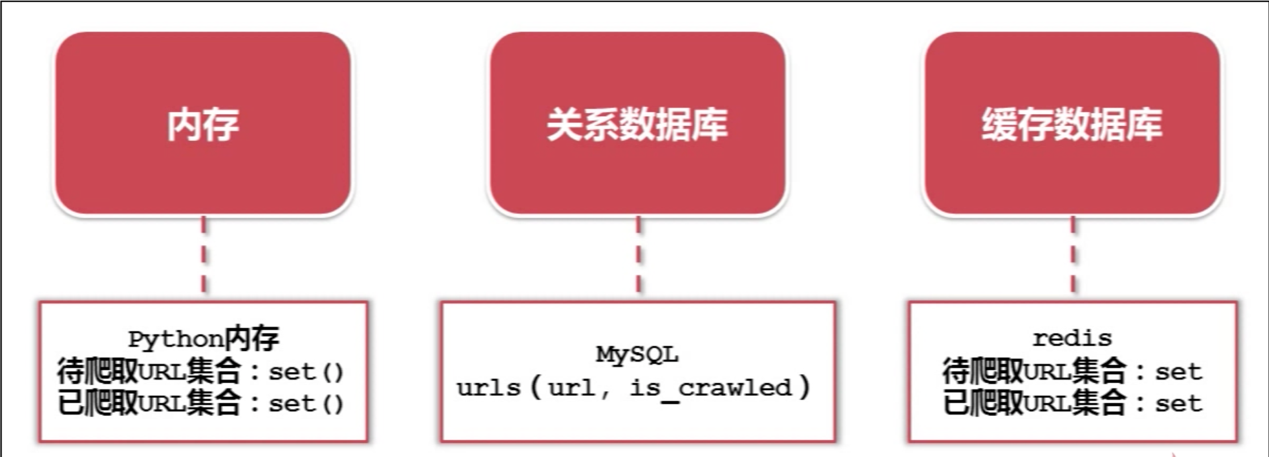 内存
关系数据库
缓存数据库
Python内存
待爬取URL集合：set()
已爬取URL集合：set()
MySQL
urls(url, is_crawled)
redis
待爬取URL集合：set
已爬取URL集合：set